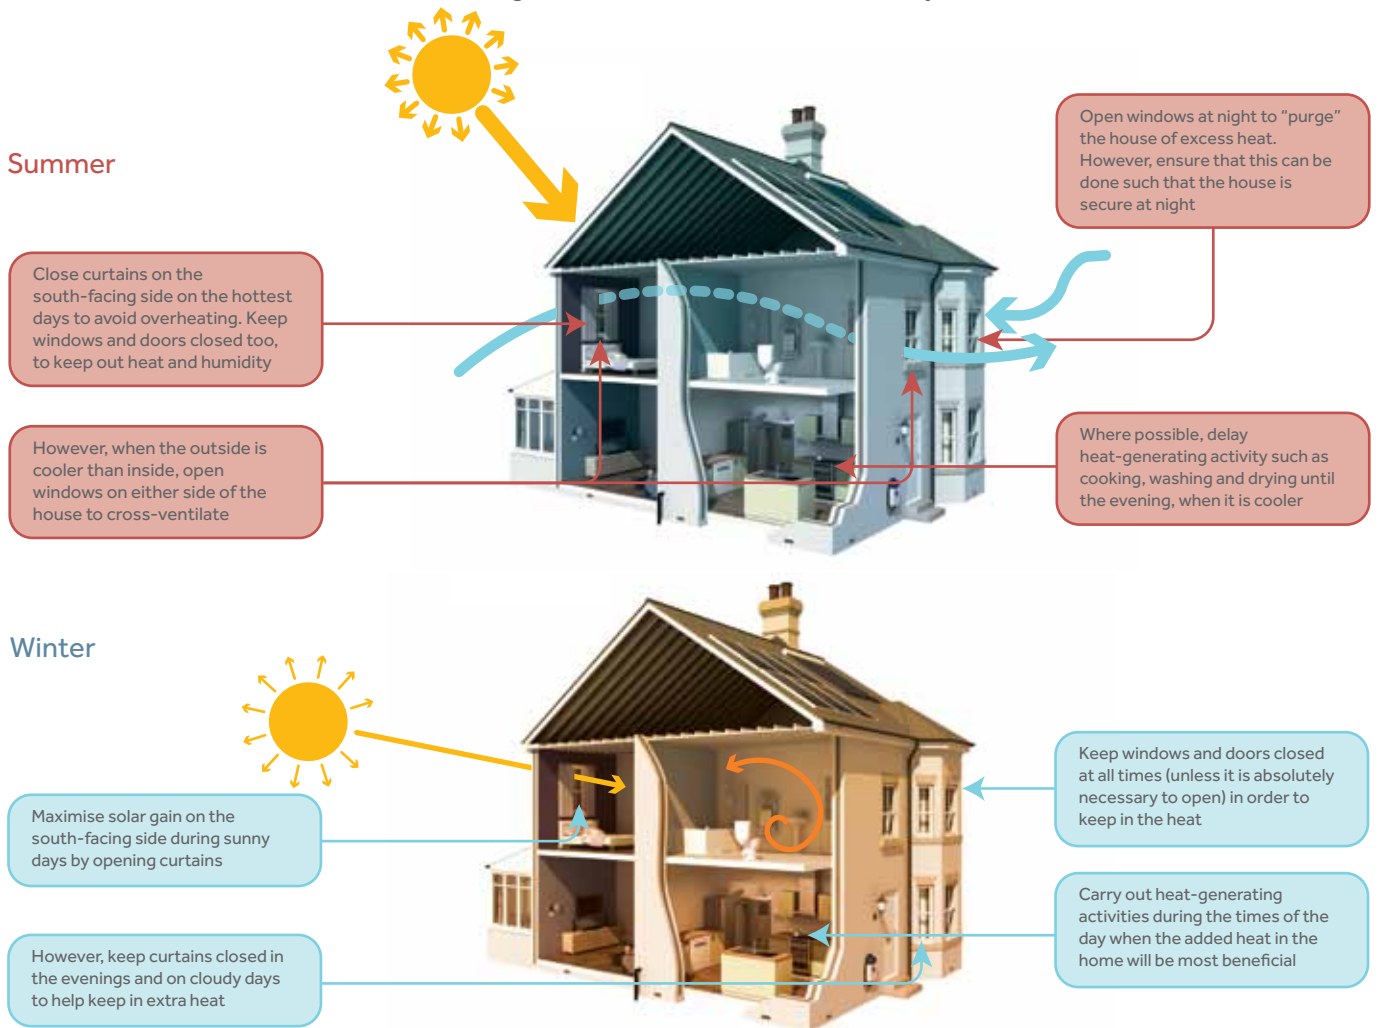 Summer
Close curtains on the
south-facing side on the hottest
days to avoid overheating. Keep
windows and doors closed too,
to keep out heat and humidity
However, when the outside is
cooler than inside, open
windows on either side of the
house to cross-ventilate
Open windows at night to “purge”
the house of excess heat.
However, ensure that this can be
done such that the house is
secure at night
Where possible, delay
heat-generating activity such as
cooking, washing and drying until
the evening, when it is cooler
Winter
Maximise solar gain on the
south-facing side during sunny
days by opening curtains
However, keep curtains closed in
the evenings and on cloudy days
to help keep in extra heat
Keep windows and doors closed
at all times (unless it is absolutely
necessary to open) in order to
keep in the heat
Carry out heat-generating
activities during the times of the
day when the added heat in the
home will be most beneficial